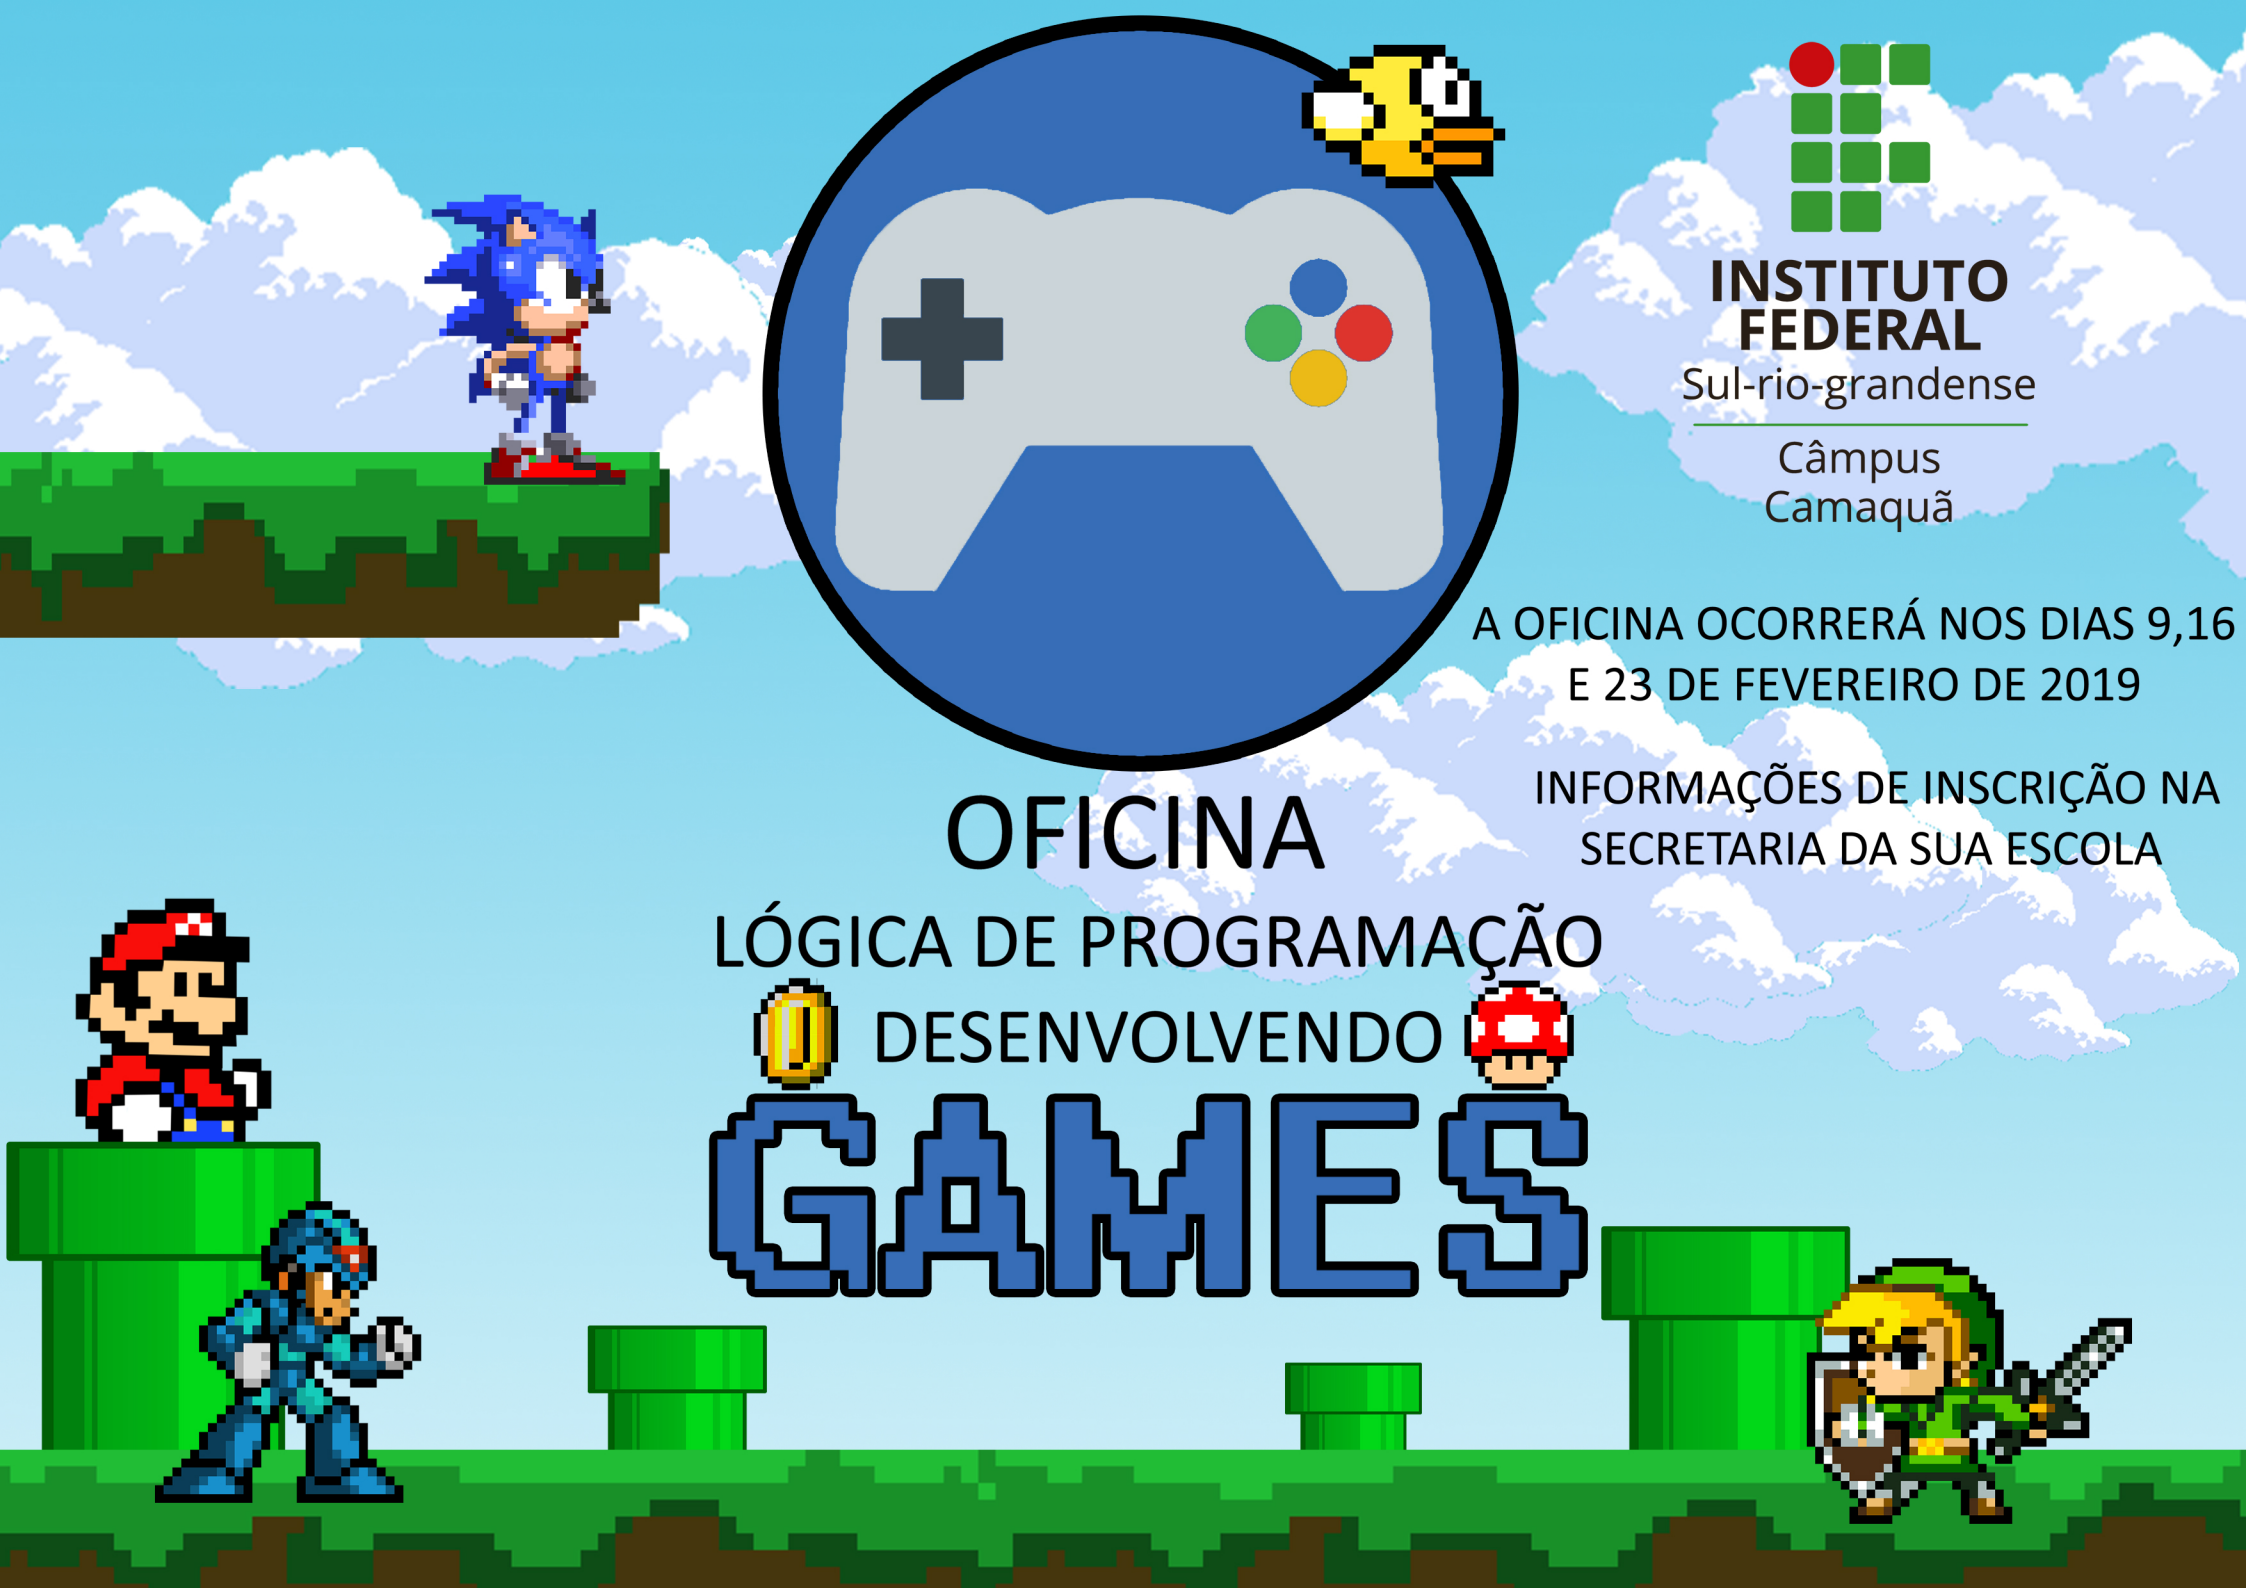 INSTITUTO
FEDERAL
Sul-rio-grandense
Câmpus
Camaquã
A OFICINA OCORRERÁ NOS DIAS 9,16
E 23 DE FEVEREIRO DE 2019
INFORMAÇÕES DE INSCRIÇÃO NA
SECRETARIA DA SUA ESCOLA
OFICINA
LÓGICA DE PROGRAMAÇÃO
DESENVOLVENDO
GAMES